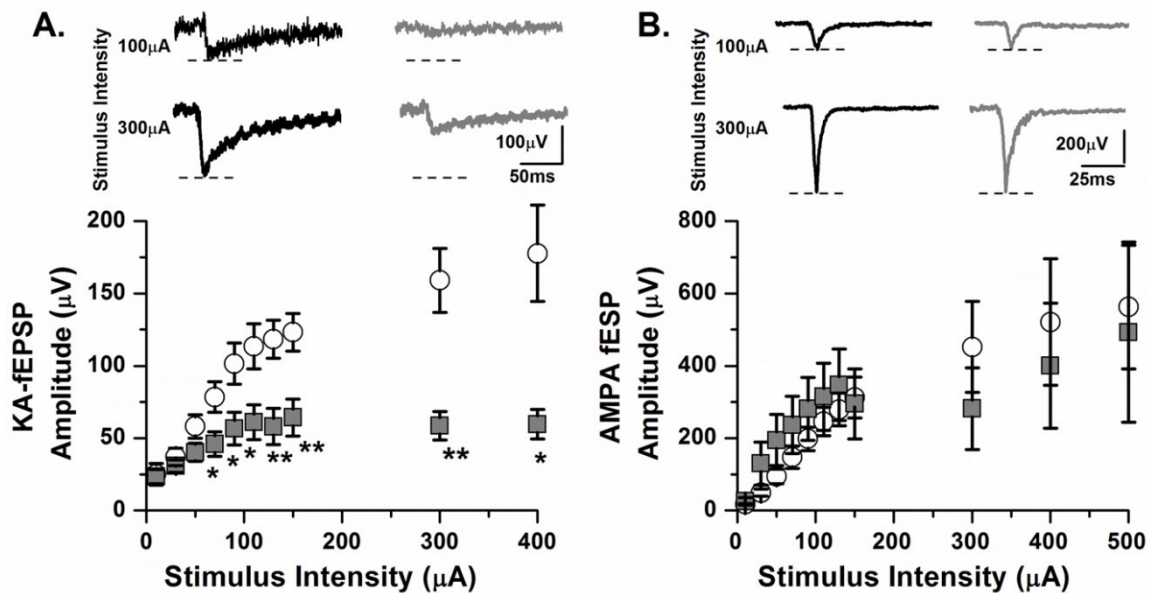 A.
Stimulus Intensity
100μA
300μA
100μV
50ms
KA-fEPSP
Amplitude (μV)
200
150
100
50
0
* * * ** ** ** *
0 100 200 300 400
Stimulus Intensity (μA)
B.
Stimulus Intensity
100μA
300μA
200μV
25ms
AMPA fESP
Amplitude (μV)
800
600
400
200
0
0 100 200 300 400 500
Stimulus Intensity (μA)